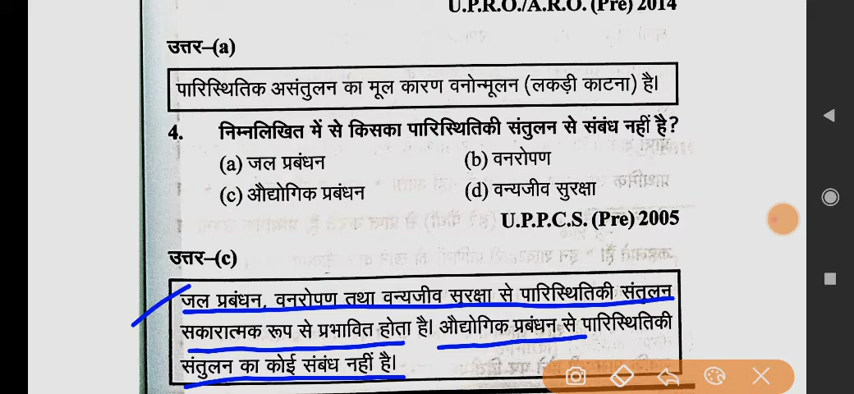 U.P.R.O./A.R.O. (Pre) 2014
उत्तर–(a)
पारिस्थितिक असंतुलन का मूल कारण वनोन्मूलन (लकड़ी काटना) है।
4. निम्नलिखित में से किसका पारिस्थितिकी संतुलन से संबंध नहीं है?
(a) जल प्रबंधन (b) वनरोपण
(c) औद्योगिक प्रबंधन (d) वन्यजीव सुरक्षा
U.P.P.C.S. (Pre) 2005
उत्तर–(c)
जल प्रबंधन, वनरोपण तथा वन्यजीव सुरक्षा से पारिस्थितिकी संतुलन
सकारात्मक रूप से प्रभावित होता है। औद्योगिक प्रबंधन से पारिस्थितिकी
संतुलन का कोई संबंध नहीं है।